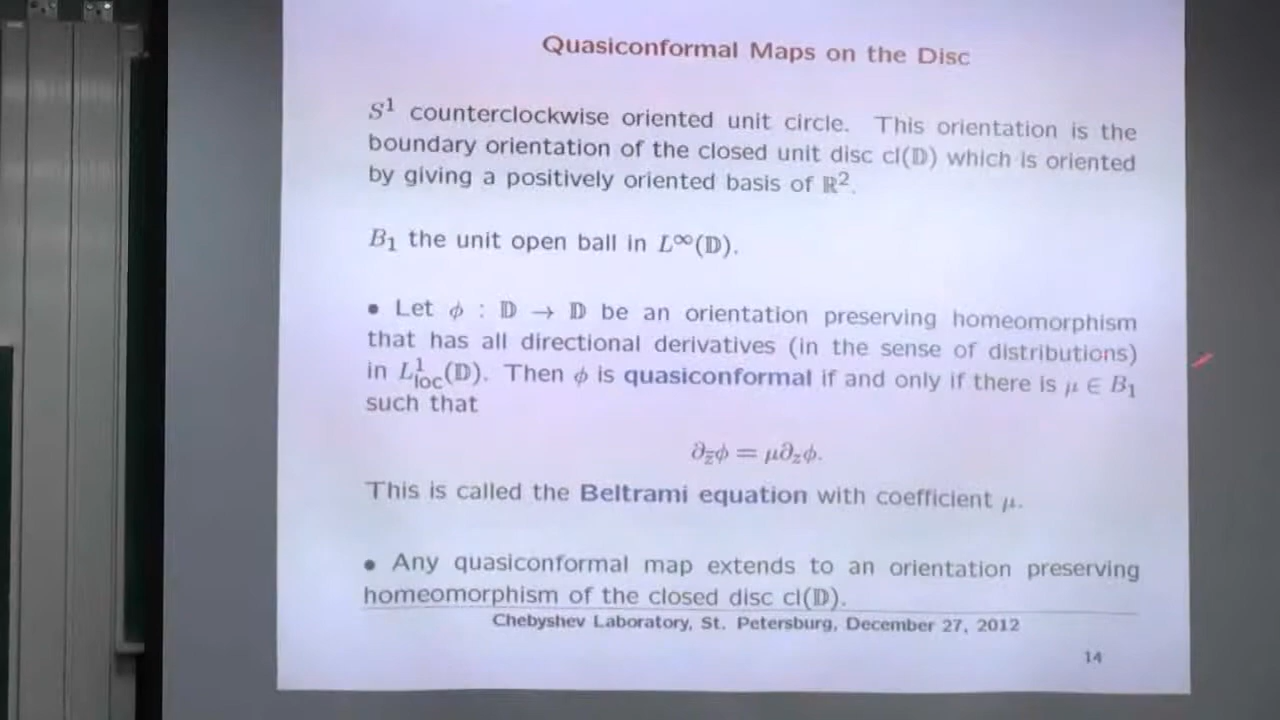 Quasiconformal Maps on the Disc
S¹ counterclockwise oriented unit circle. This orientation is the
boundary orientation of the closed unit disc cl(𝔻) which is oriented
by giving a positively oriented basis of ℝ².
B₁ the unit open ball in L^∞(𝔻).
• Let ϕ : 𝔻 → 𝔻 be an orientation preserving homeomorphism
that has all directional derivatives (in the sense of distributions)
in L¹_loc(𝔻). Then ϕ is quasiconformal if and only if there is μ ∈ B₁
such that
∂_z̄ϕ = μ∂_zϕ.
This is called the Beltrami equation with coefficient μ.
• Any quasiconformal map extends to an orientation preserving
homeomorphism of the closed disc cl(𝔻).
Chebyshev Laboratory, St. Petersburg, December 27, 2012
14